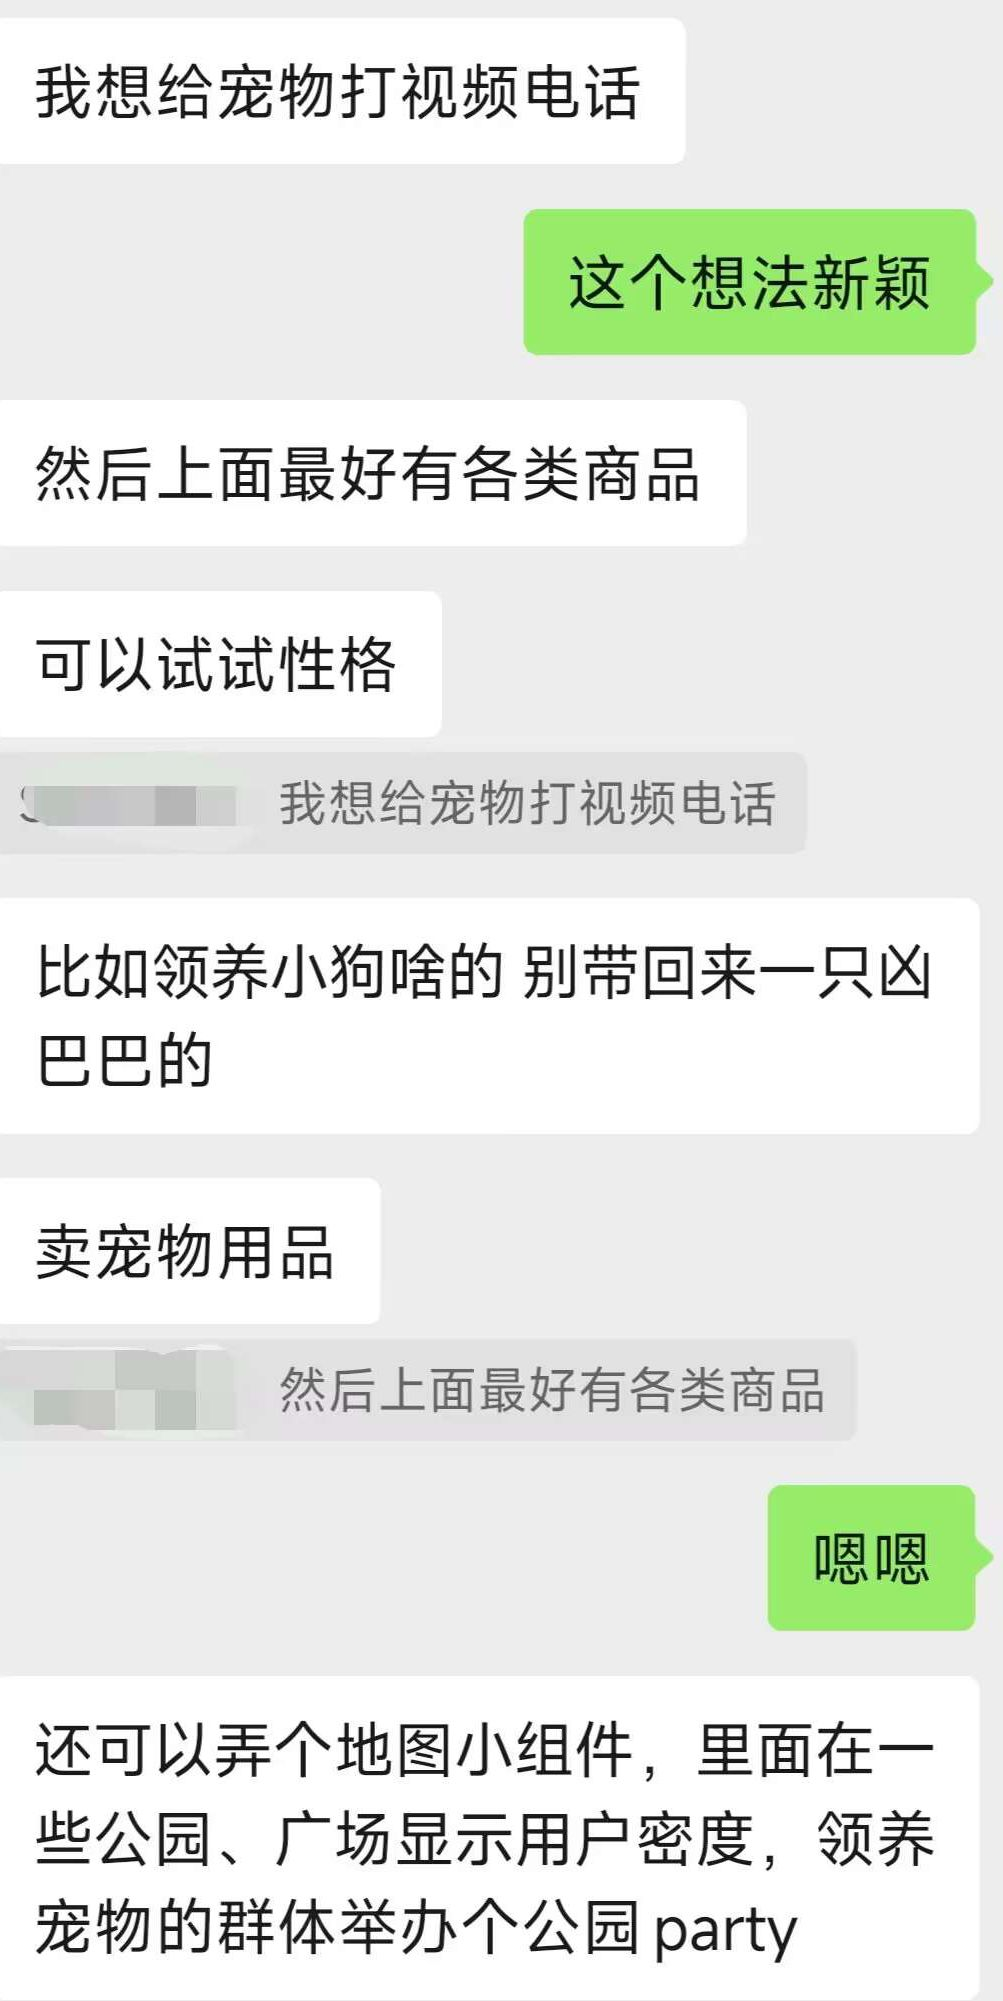 我想给宠物打视频电话
这个想法新颖
然后上面最好有各类商品
可以试试性格
我想给宠物打视频电话
比如领养小狗啥的 别带回来一只凶
巴巴的
卖宠物用品
然后上面最好有各类商品
嗯嗯
还可以弄个地图小组件，里面在一
些公园、广场显示用户密度，领养
宠物的群体举办个公园party